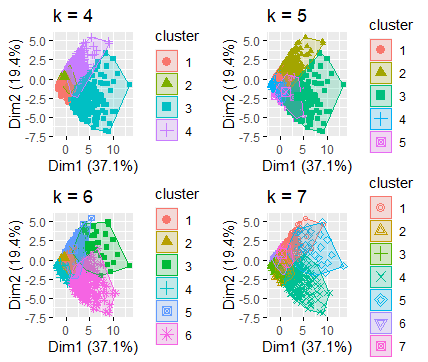 k = 4
cluster
1
2
3
4
Dim2 (19.4%)
5.0
2.5
0.0
-2.5
-5.0
-7.5
0 5 10
Dim1 (37.1%)
k = 5
cluster
1
2
3
4
5
Dim2 (19.4%)
5.0
2.5
0.0
-2.5
-5.0
-7.5
0 5 10
Dim1 (37.1%)
k = 6
cluster
1
2
3
4
5
6
Dim2 (19.4%)
5.0
2.5
0.0
-2.5
-5.0
-7.5
0 5 10
Dim1 (37.1%)
k = 7
cluster
1
2
3
4
5
6
7
Dim2 (19.4%)
5.0
2.5
0.0
-2.5
-5.0
-7.5
0 5 10
Dim1 (37.1%)